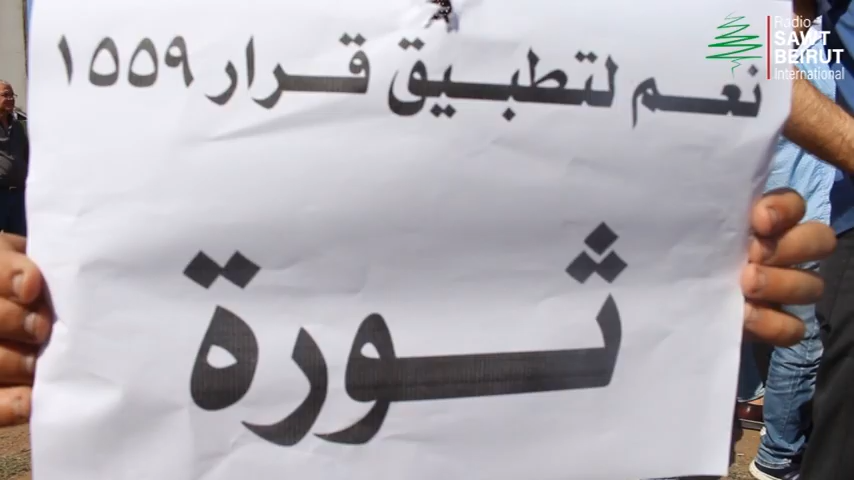 نعم لتطبيق قرار ١٥٥٩
ثورة
Radio
SAWT
BEIRUT
International